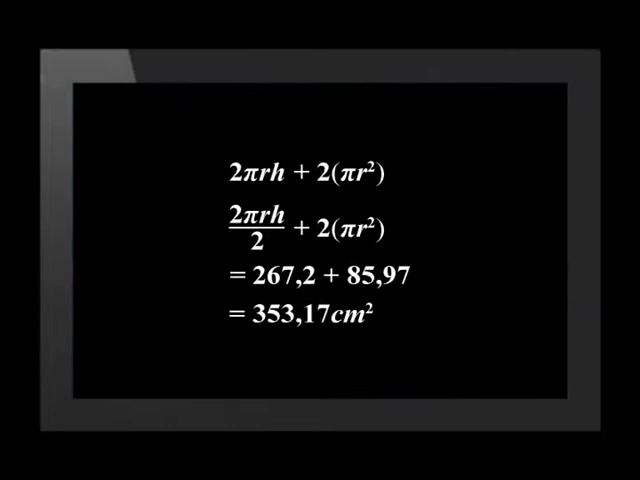 2πrh + 2(πr²)
2πrh/2 + 2(πr²)
= 267,2 + 85,97
= 353,17cm²